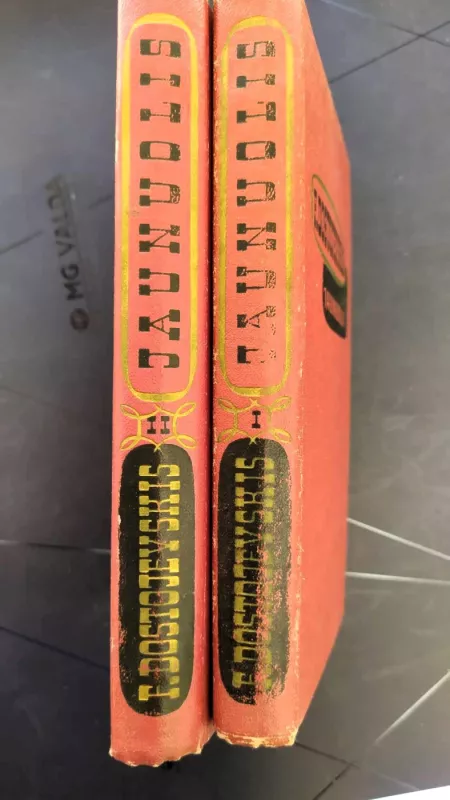 T.DOSTOJEVSKIS
II
JAUNUOLIS
T.DOSTOJEVSKIS
I
JAUNUOLIS
MG VALDA